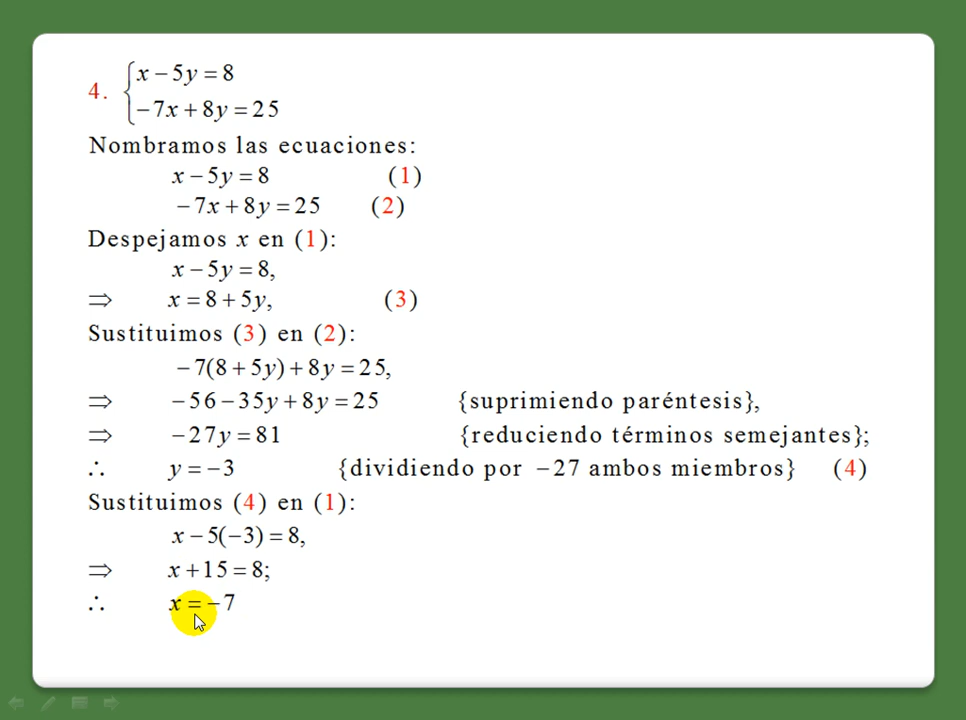 4. { x − 5y = 8
−7x + 8y = 25
Nombramos las ecuaciones:
x − 5y = 8 (1)
−7x + 8y = 25 (2)
Despejamos x en (1):
x − 5y = 8,
⇒ x = 8 + 5y, (3)
Sustituimos (3) en (2):
−7(8 + 5y) + 8y = 25,
⇒ −56 − 35y + 8y = 25 {suprimiendo paréntesis},
⇒ −27y = 81 {reduciendo términos semejantes};
∴ y = −3 {dividiendo por −27 ambos miembros} (4)
Sustituimos (4) en (1):
x − 5(−3) = 8,
⇒ x + 15 = 8;
∴ x = −7